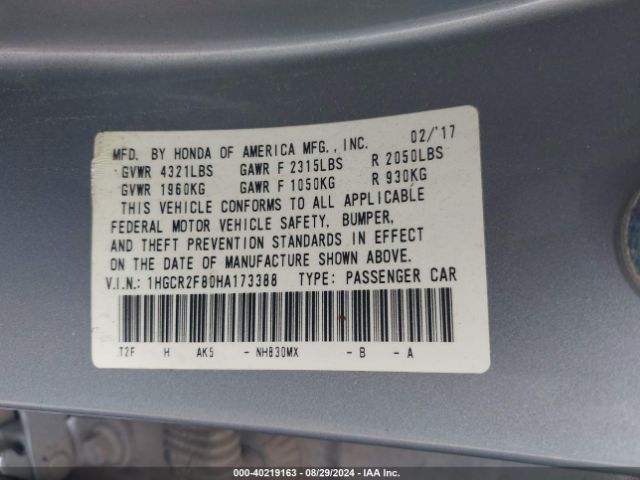 MFD. BY HONDA OF AMERICA MFG., INC. 02/'17
GVWR 4321LBS GAWR F 2315LBS R 2050LBS
GVWR 1960KG GAWR F 1050KG R 930KG
THIS VEHICLE CONFORMS TO ALL APPLICABLE
FEDERAL MOTOR VEHICLE SAFETY, BUMPER,
AND THEFT PREVENTION STANDARDS IN EFFECT
ON THE DATE OF MANUFACTURE SHOWN ABOVE.
V.I.N.: 1HGCR2F80HA173388 TYPE: PASSENGER CAR
T2F H AK5 - NH830MX - B - A
000-40219163 - 08/29/2024 - IAA Inc.